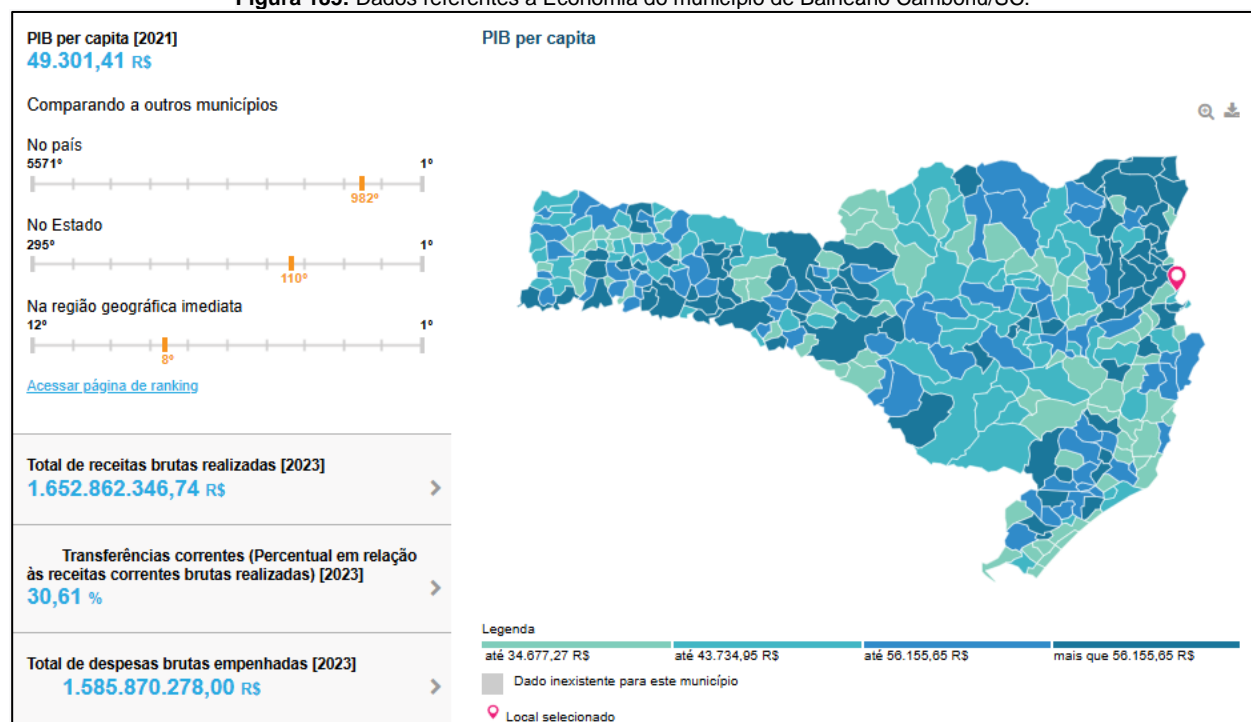 Figura 185: Dados referentes a Economia do município de Balneário Camboriú/SC.
PIB per capita [2021]
49.301,41 R$
Comparando a outros municípios
No país
5571º
1º
982º
No Estado
295º
1º
110º
Na região geográfica imediata
12º
1º
8º
Acessar página de ranking
Total de receitas brutas realizadas [2023]
1.652.862.346,74 R$
Transferências correntes (Percentual em relação
às receitas correntes brutas realizadas) [2023]
30,61 %
Total de despesas brutas empenhadas [2023]
1.585.870.278,00 R$
PIB per capita
Legenda
até 34.677,27 R$
até 43.734,95 R$
até 56.155,65 R$
mais que 56.155,65 R$
Dado inexistente para este município
Local selecionado